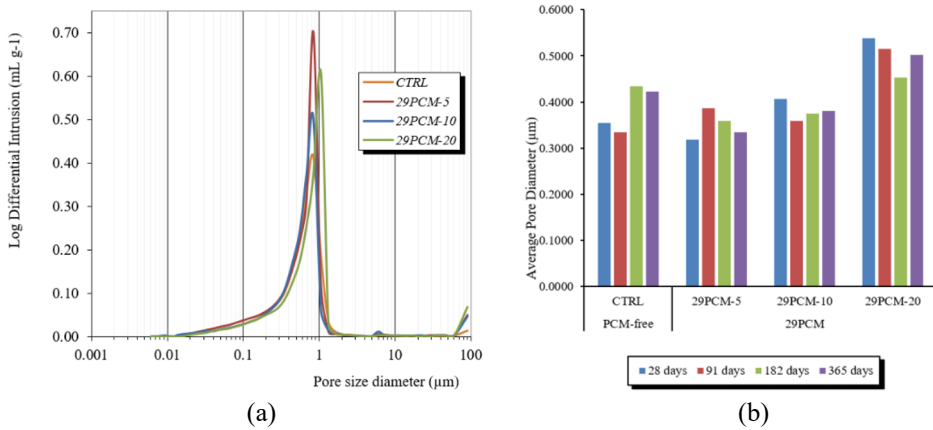 Log Differential Intrusion (mL g-1)
0.70
0.60
0.50
0.40
0.30
0.20
0.10
0.00
0.001
0.01
0.1
1
10
100
Pore size diameter (µm)
CTRL
29PCM-5
29PCM-10
29PCM-20
(a)
Average Pore Diameter (µm)
0.6000
0.5000
0.4000
0.3000
0.2000
0.1000
0.0000
CTRL
29PCM-5
29PCM-10
29PCM-20
PCM-free
29PCM
28 days
91 days
182 days
365 days
(b)